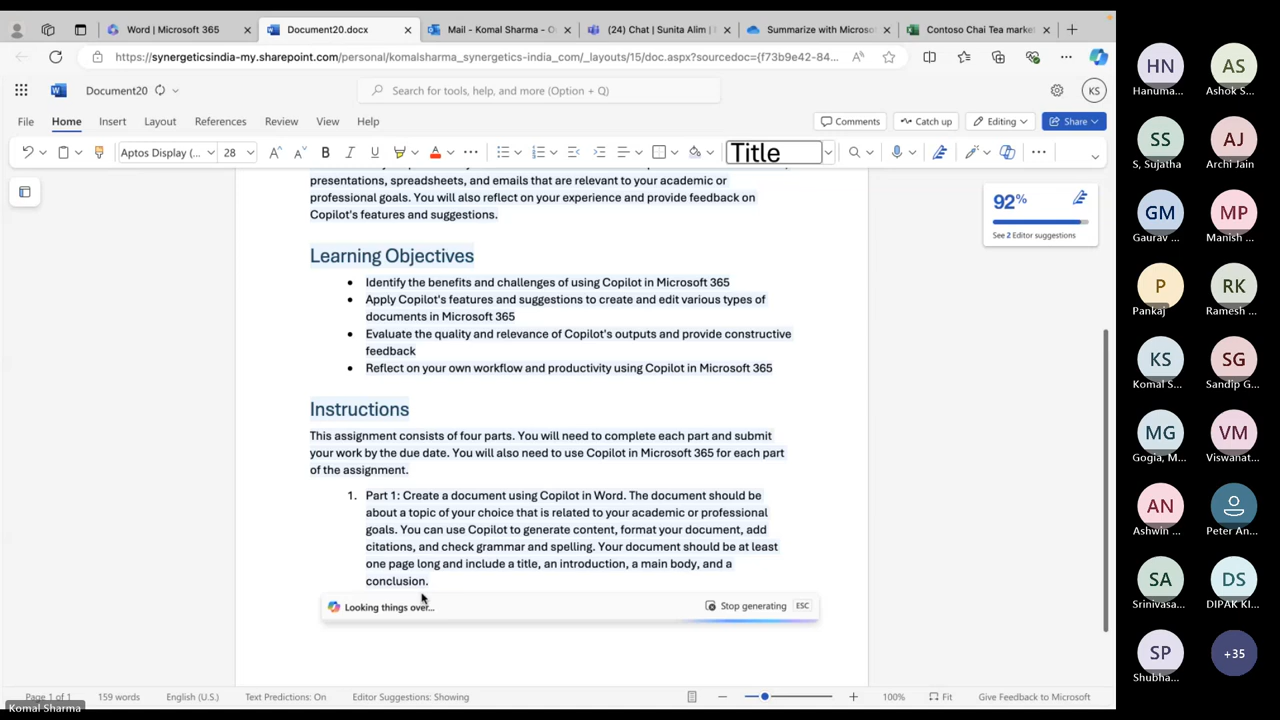 Word | Microsoft 365
Document20.docx
Mail - Komal Sharma - O
(24) Chat | Sunita Alim |
Summarize with Microso
Contoso Chai Tea market
https://synergeticsindia-my.sharepoint.com/personal/komalsharma_synergetics-india_com/_layouts/15/doc.aspx?sourcedoc={f73b9e42-84...
Document20
Search for tools, help, and more (Option + Q)
KS
File Home Insert Layout References Review View Help
Comments Catch up Editing Share
Aptos Display (... 28 B I U A Title
presentations, spreadsheets, and emails that are relevant to your academic or
professional goals. You will also reflect on your experience and provide feedback on
Copilot's features and suggestions.
92%
See 2 Editor suggestions
Learning Objectives
• Identify the benefits and challenges of using Copilot in Microsoft 365
• Apply Copilot's features and suggestions to create and edit various types of
documents in Microsoft 365
• Evaluate the quality and relevance of Copilot's outputs and provide constructive
feedback
• Reflect on your own workflow and productivity using Copilot in Microsoft 365
Instructions
This assignment consists of four parts. You will need to complete each part and submit
your work by the due date. You will also need to use Copilot in Microsoft 365 for each part
of the assignment.
1. Part 1: Create a document using Copilot in Word. The document should be
about a topic of your choice that is related to your academic or professional
goals. You can use Copilot to generate content, format your document, add
citations, and check grammar and spelling. Your document should be at least
one page long and include a title, an introduction, a main body, and a
conclusion.
Looking things over... Stop generating ESC
Page 1 of 1 159 words English (U.S.) Text Predictions: On Editor Suggestions: Showing 100% Fit Give Feedback to Microsoft
Komal Sharma
HN AS
Hanuma... Ashok S...
SS AJ
S, Sujatha Archi Jain
GM MP
Gaurav ... Manish ...
P RK
Pankaj Ramesh ...
KS SG
Komal S... Sandip G...
MG VM
Gogia, M... Viswanat...
AN
Ashwin ... Peter An...
SA DS
Srinivasa... DIPAK KI...
SP +35
Shubha...